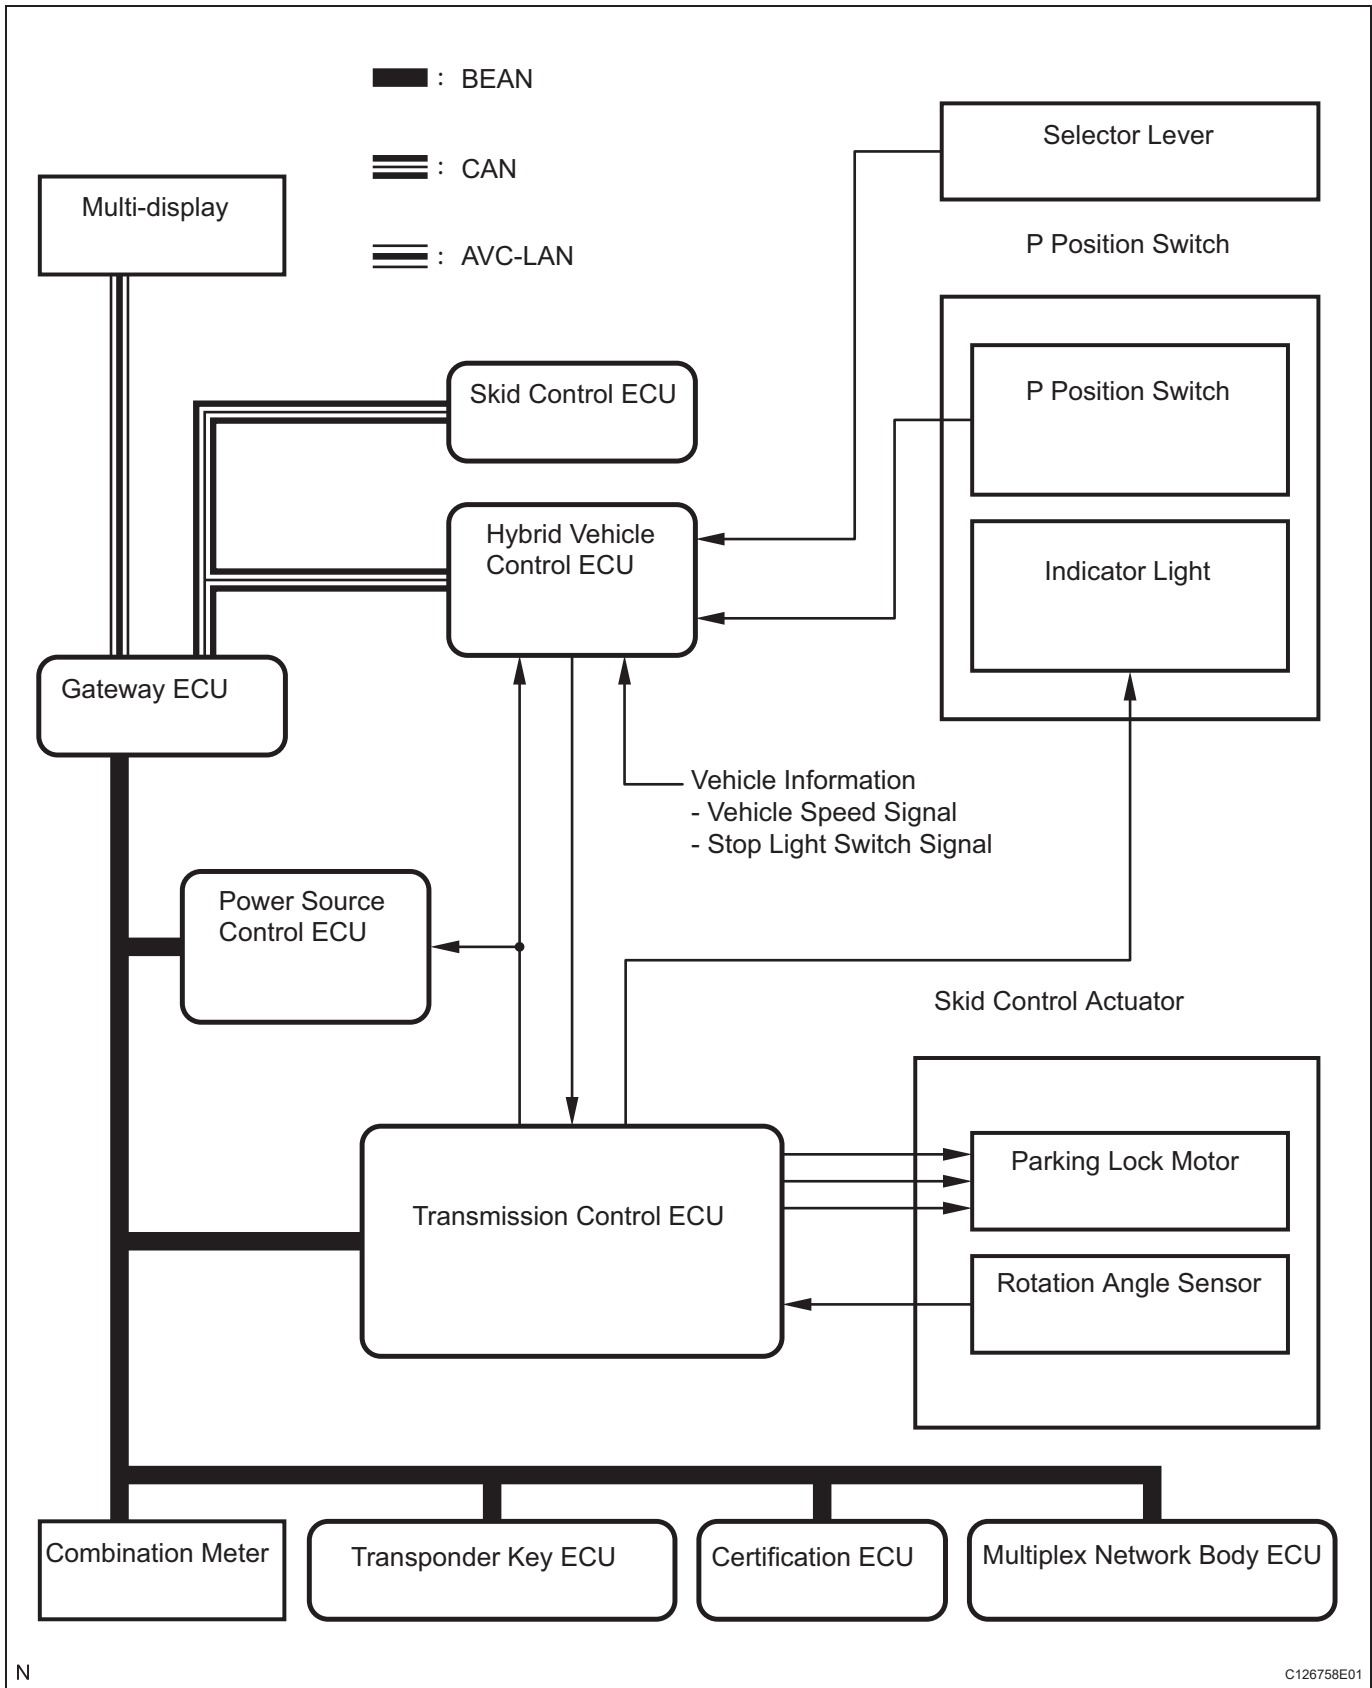 : BEAN
: CAN
: AVC-LAN
Multi-display
Selector Lever
P Position Switch
P Position Switch
Indicator Light
Skid Control ECU
Hybrid Vehicle
Control ECU
Gateway ECU
Vehicle Information
- Vehicle Speed Signal
- Stop Light Switch Signal
Power Source
Control ECU
Skid Control Actuator
Transmission Control ECU
Parking Lock Motor
Rotation Angle Sensor
Combination Meter
Transponder Key ECU
Certification ECU
Multiplex Network Body ECU
N
C126758E01